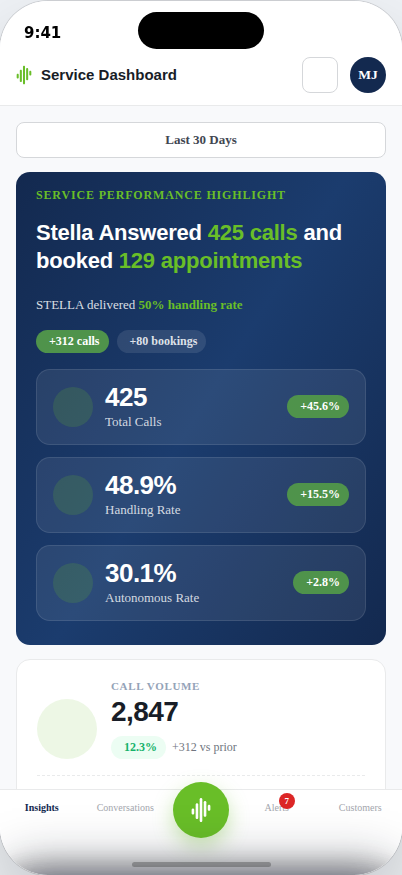 9:41
Service Dashboard
MJ
Last 30 Days
SERVICE PERFORMANCE HIGHLIGHT
Stella Answered 425 calls and
booked 129 appointments
STELLA delivered 50% handling rate
+312 calls +80 bookings
425
Total Calls
+45.6%
48.9%
Handling Rate
+15.5%
30.1%
Autonomous Rate
+2.8%
CALL VOLUME
2,847
12.3% +312 vs prior
Insights Conversations Alerts 7 Customers